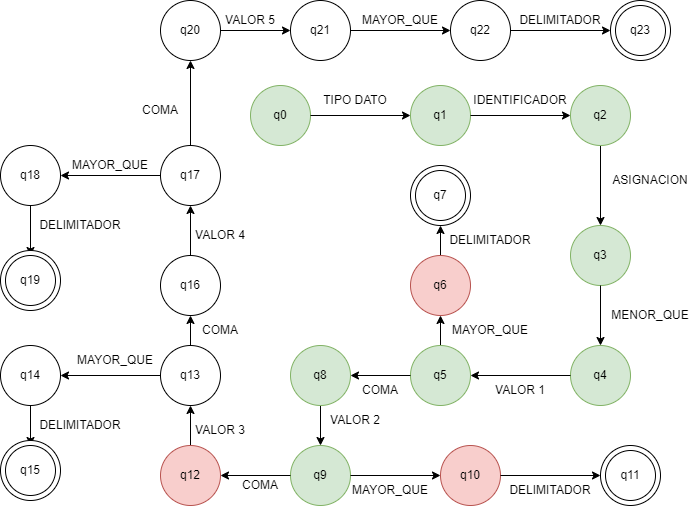 q20 VALOR 5 q21 MAYOR_QUE q22 DELIMITADOR q23
COMA q0 TIPO DATO q1 IDENTIFICADOR q2
q18 MAYOR_QUE q17 ASIGNACION
q7
DELIMITADOR VALOR 4 DELIMITADOR q3
q19 q16 q6
COMA MAYOR_QUE MENOR_QUE
q14 MAYOR_QUE q13 q8 COMA q5 VALOR 1 q4
DELIMITADOR VALOR 3 VALOR 2
q15 q12 COMA q9 MAYOR_QUE q10 DELIMITADOR q11